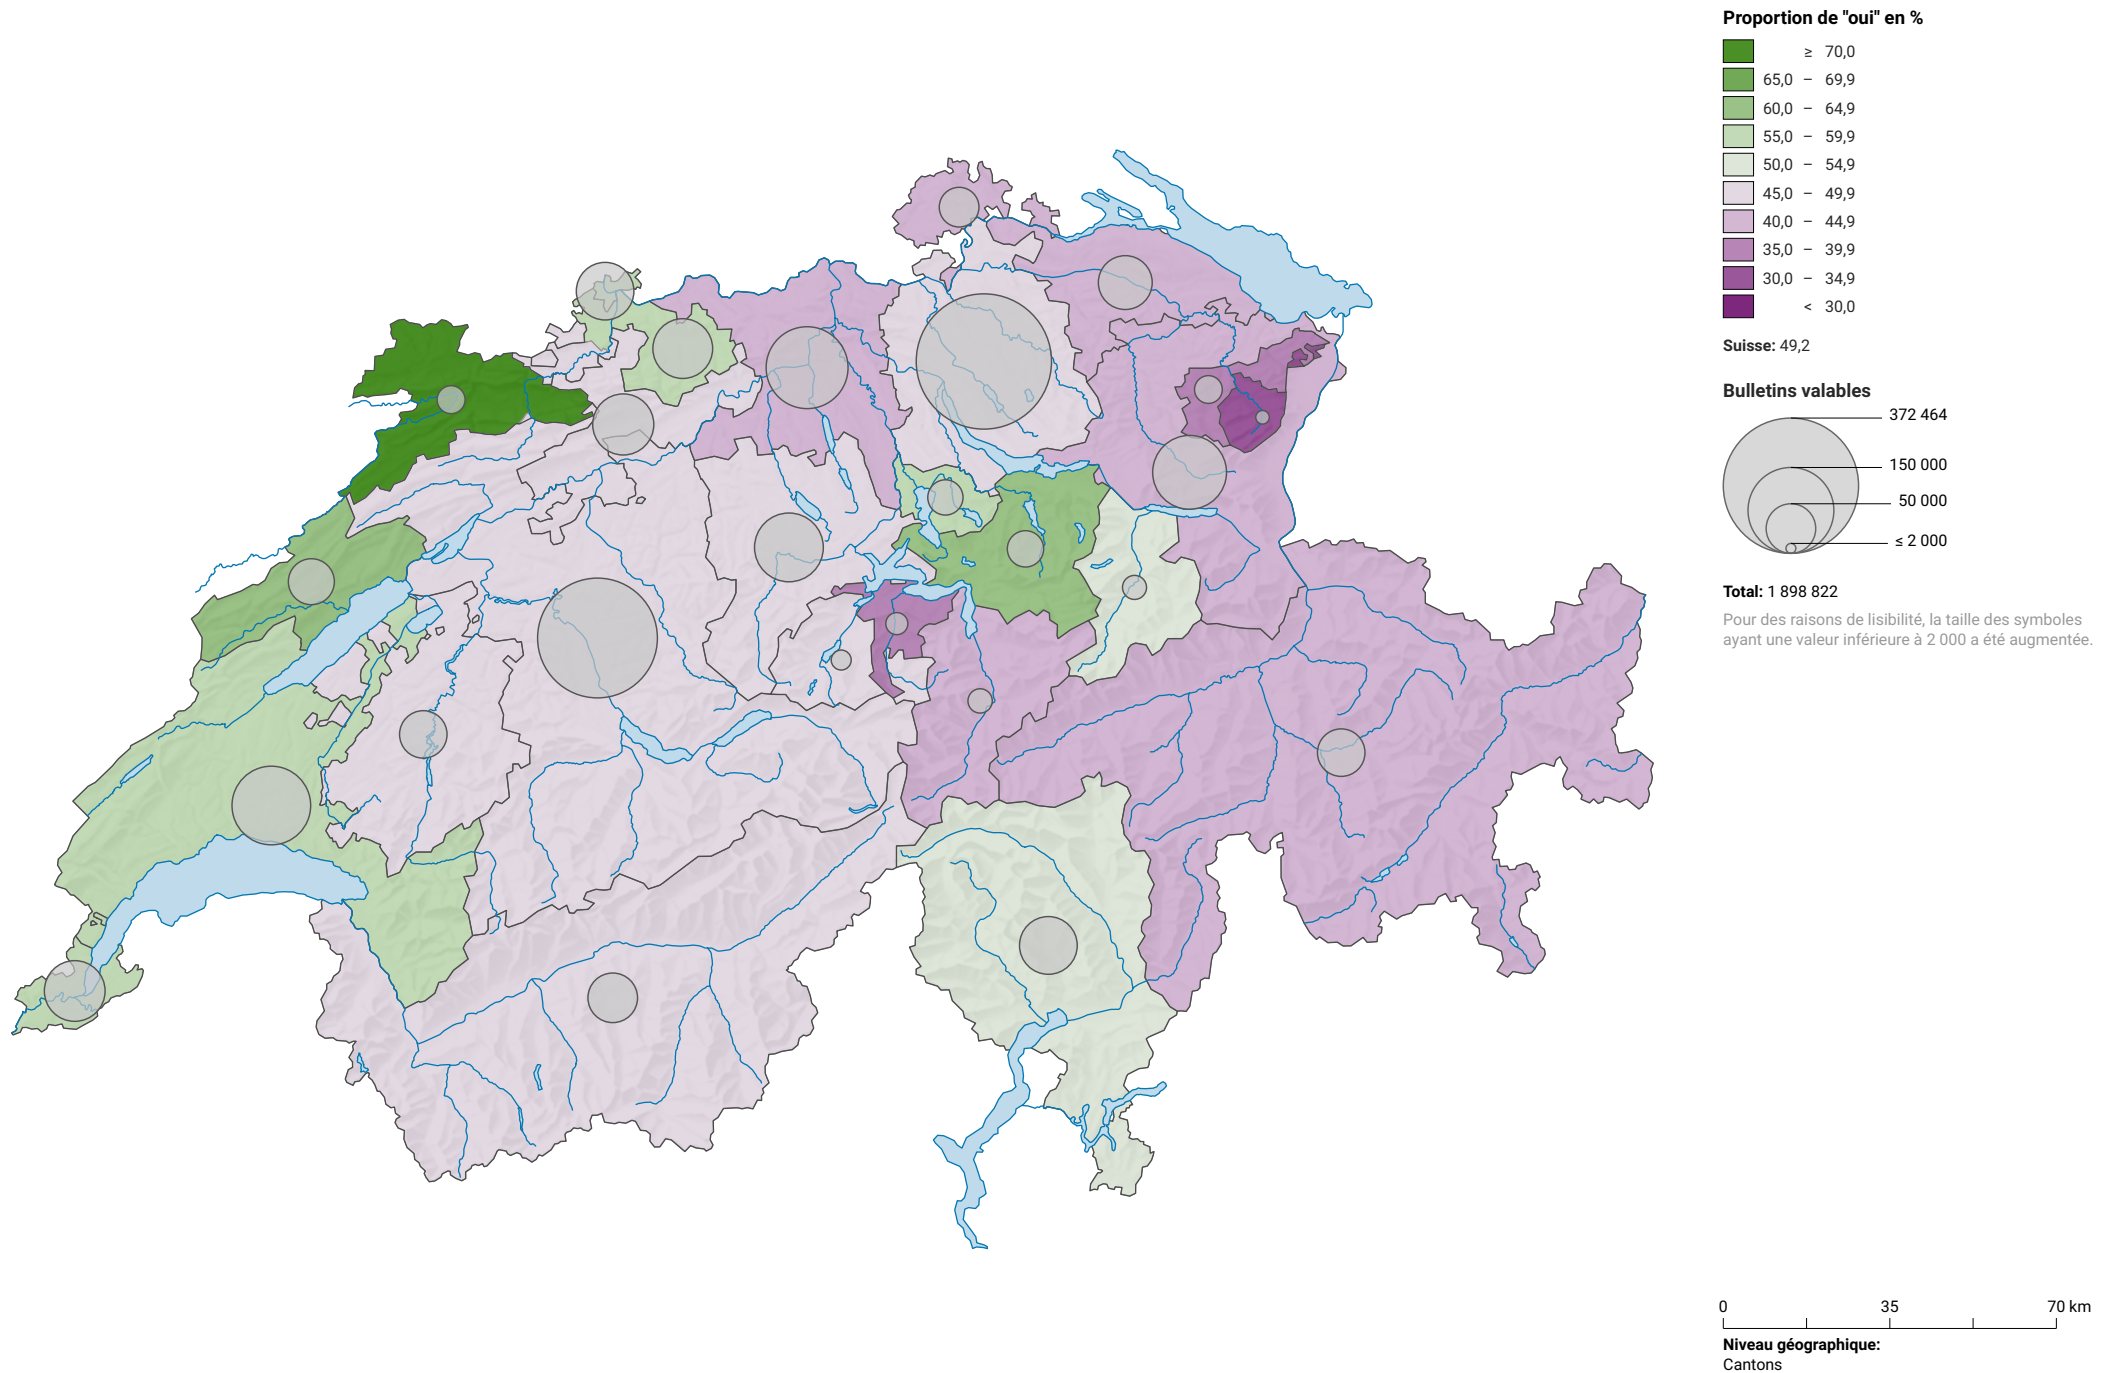 Proportion de "oui" en %
≥ 70,0
65,0 – 69,9
60,0 – 64,9
55,0 – 59,9
50,0 – 54,9
45,0 – 49,9
40,0 – 44,9
35,0 – 39,9
30,0 – 34,9
< 30,0
Suisse: 49,2
Bulletins valables
372 464
150 000
50 000
≤ 2 000
Total: 1 898 822
Pour des raisons de lisibilité, la taille des symboles
ayant une valeur inférieure à 2 000 a été augmentée.
0 35 70 km
Niveau géographique:
Cantons